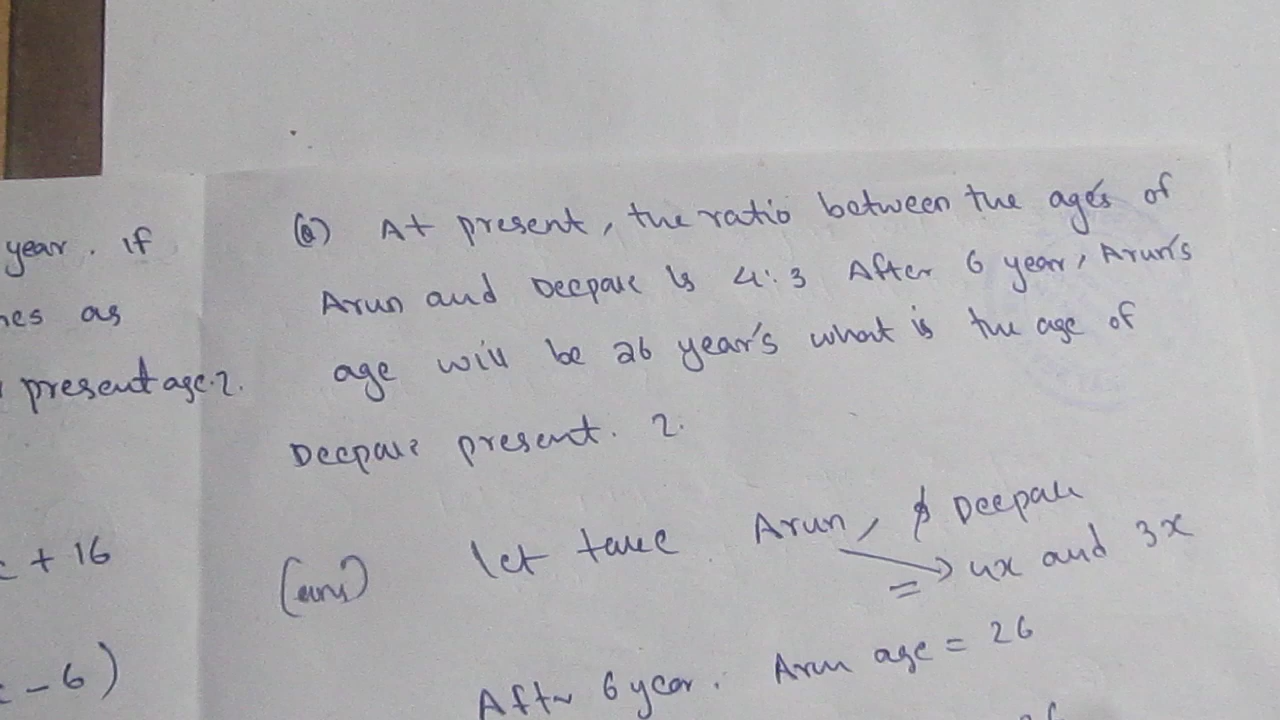 year. if
nes as
present age.?
+ 16
- 6)
(Q) At present, the ratio between the age's of
Arun and Deepak is 4:3 After 6 year, Arun's
age will be 26 year's what is the age of
Deepak present. ?
(ans) let take Arun, Deepak
=> 4x and 3x
After 6 year. Arun age = 26